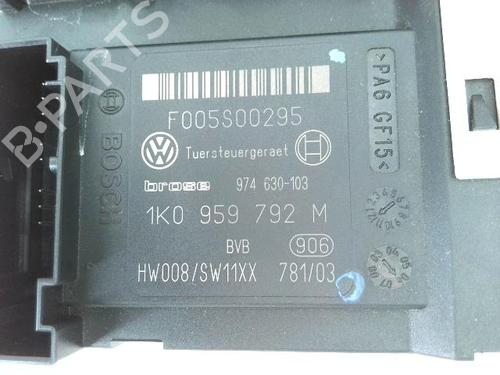 F005S00295
Tuersteuergeraet
brose 974 630-103
1K0 959 792 M
BVB 906
HW008/SW11XX 781/03
BOSCH
>PA6 GF15<
B-PARTS